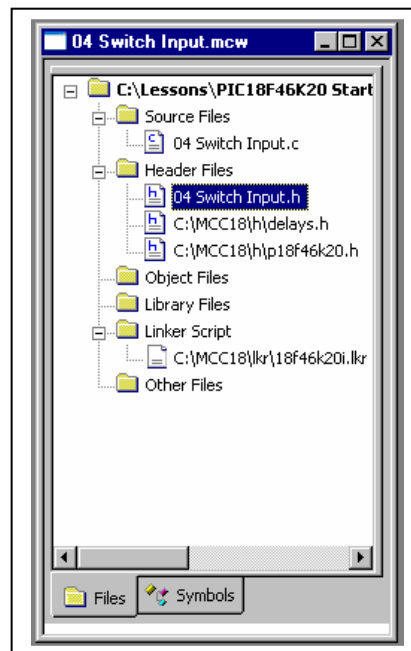 04 Switch Input.mcw
C:\Lessons\PIC18F46K20 Start
Source Files
04 Switch Input.c
Header Files
04 Switch Input.h
C:\MCC18\h\delays.h
C:\MCC18\h\p18f46k20.h
Object Files
Library Files
Linker Script
C:\MCC18\lkr\18f46k20i.lkr
Other Files
Files Symbols